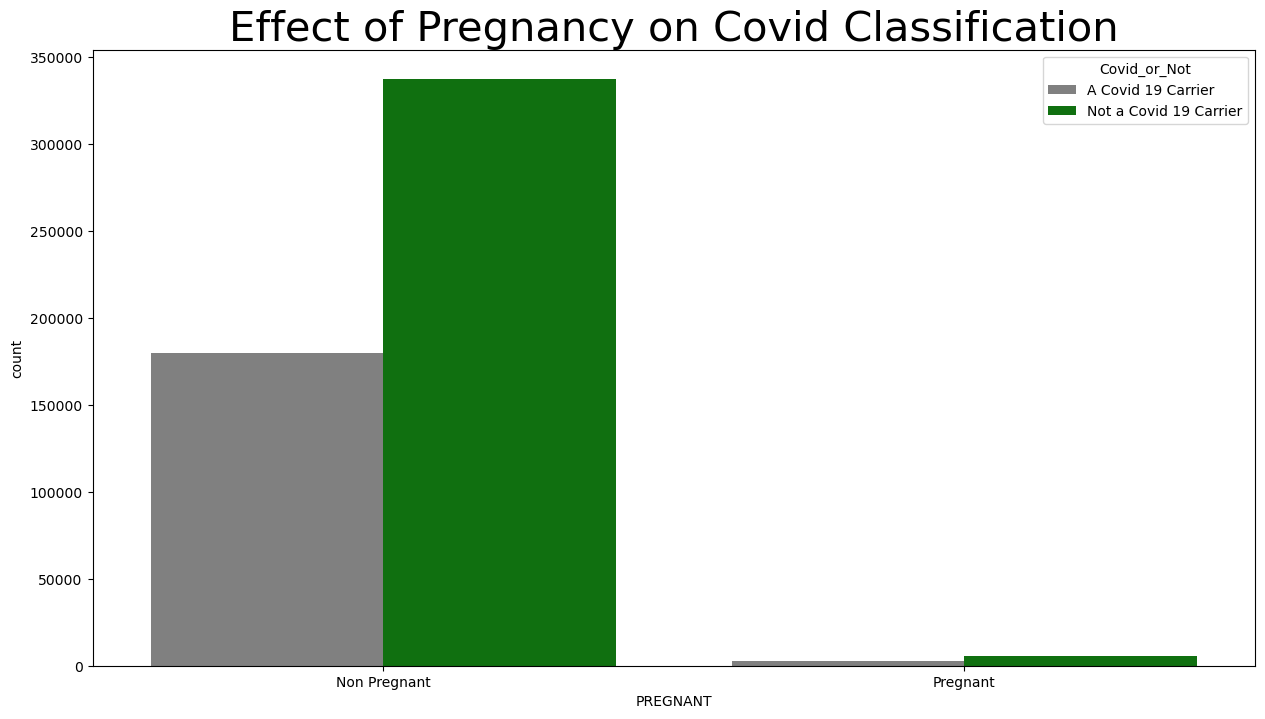 Effect of Pregnancy on Covid Classification
350000
300000
250000
200000
150000
100000
50000
0
count
Covid_or_Not
A Covid 19 Carrier
Not a Covid 19 Carrier
Non Pregnant
Pregnant
PREGNANT